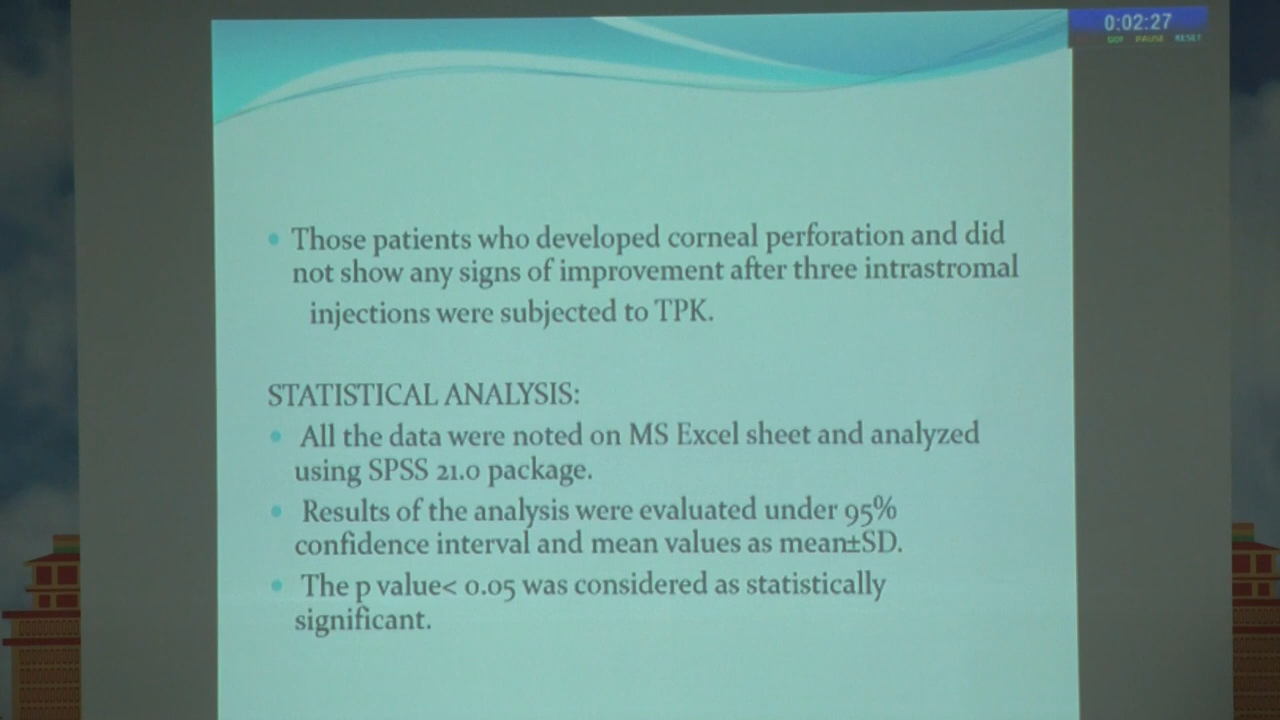 0:02:27
GO! PAUSE RESET
Those patients who developed corneal perforation and did
not show any signs of improvement after three intrastromal
injections were subjected to TPK.
STATISTICAL ANALYSIS:
All the data were noted on MS Excel sheet and analyzed
using SPSS 21.0 package.
Results of the analysis were evaluated under 95%
confidence interval and mean values as mean±SD.
The p value< 0.05 was considered as statistically
significant.